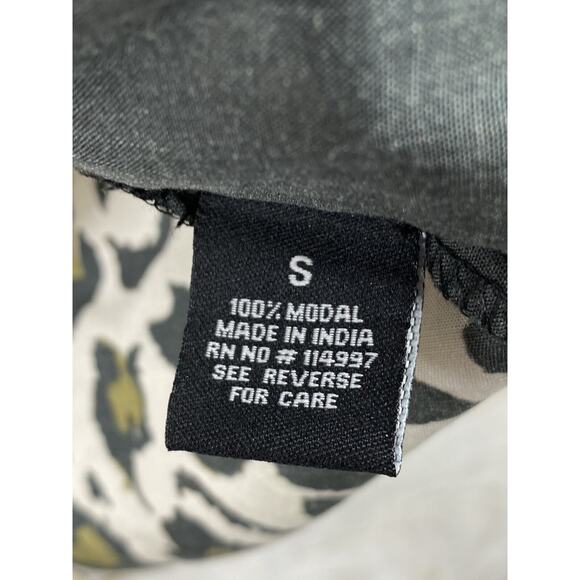 S
100% MODAL
MADE IN INDIA
RN NO # 114997
SEE REVERSE
FOR CARE